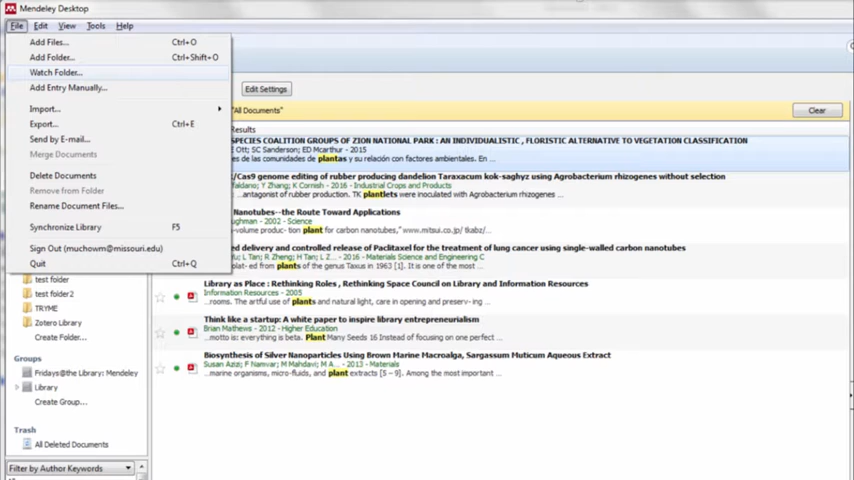 Mendeley Desktop
File Edit View Tools Help
Add Files... Ctrl+O
Add Folder... Ctrl+Shift+O
Watch Folder...
Add Entry Manually...
Import...
Export... Ctrl+E
Send by E-mail...
Merge Documents
Delete Documents
Remove from Folder
Rename Document Files...
Synchronize Library F5
Sign Out (muchowm@missouri.edu)
Quit Ctrl+Q
test folder
test folder2
TRYME
Zotero Library
Create Folder...
Groups
Fridays@the Library: Mendeley
Library
Create Group...
Trash
All Deleted Documents
Filter by Author Keywords
Edit Settings
"All Documents" Clear
Results
SPECIES COALITION GROUPS OF ZION NATIONAL PARK : AN INDIVIDUALISTIC , FLORISTIC ALTERNATIVE TO VEGETATION CLASSIFICATION
E Ott; SC Sanderson; ED Mcarthur - 2015
es de las comunidades de plantas y su relación con factores ambientales. En ...
/Cas9 genome editing of rubber producing dandelion Taraxacum kok-saghyz using Agrobacterium rhizogenes without selection
Y Zhang; K Cornish - 2016 - Industrial Crops and Products
...antagonist of rubber production. TK plantlets were inoculated with Agrobacterium rhizogenes...
Nanotubes--the Route Toward Applications
ughman - 2002 - Science
require for plant for carbon nanotubes", www.mitsui.co.jp/ tkabz/...
ed delivery and controlled release of Paclitaxel for the treatment of lung cancer using single-walled carbon nanotubes
L Tan; R Zheng; H Tan; L Z... - 2016 - Materials Science and Engineering C
olat- ed from plants of the genus Taxus in 1963 [1]. It is one of the most...
Library as Place : Rethinking Roles , Rethinking Space Council on Library and Information Resources
Information Resources - 2005
...rooms. The artful use of plants and natural light, care in opening and preserv- ing ...
Think like a startup: A white paper to inspire library entrepreneurialism
Brian Mathews - 2012 - Higher Education
...motto is: everything is beta. Plant Many Seeds 16 Instead of focusing on one perfect ...
Biosynthesis of Silver Nanoparticles Using Brown Marine Macroalga, Sargassum Muticum Aqueous Extract
Susan Azizi; F Namvar; M Mahdavi; M A... - 2013 - Materials
...marine organisms, micro-fluids, and plant extracts [5 – 9]. Among the most important ...